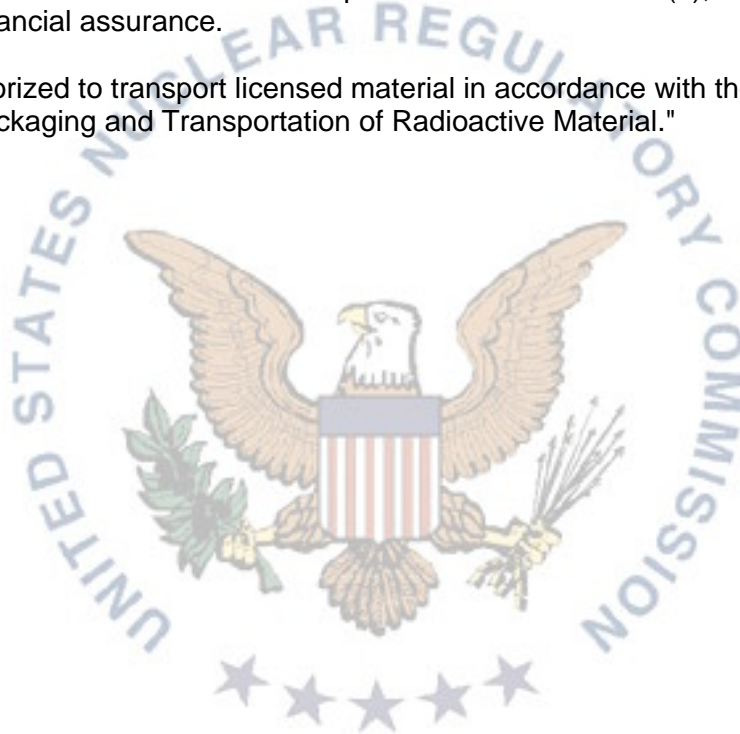 ancial assurance.
orized to transport licensed material in accordance with th
ckaging and Transportation of Radioactive Material."
UNITED STATES NUCLEAR REGULATORY COMMISSION